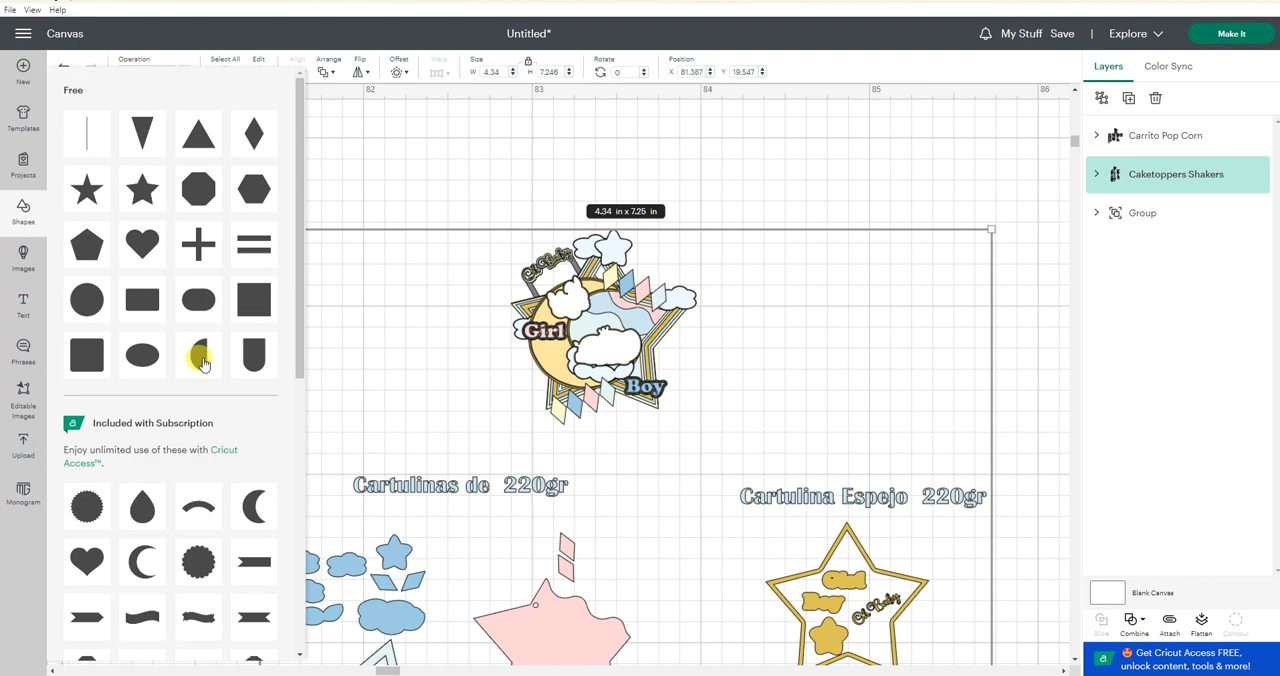 File View Help
Canvas Untitled* My Stuff Save | Explore Make It
New
Templates
Projects
Shapes
Images
Text
Phrases
Editable
Images
Upload
Monogram
Operation Select All Edit Align Arrange Flip Offset Warp Size Rotate Position
W 4.34 H 7.246 0 X 81.387 Y 19.547
82 83 84 85 86
Free
Included with Subscription
Enjoy unlimited use of these with Cricut
Access™.
4.34 in x 7.25 in
Oh Baby
Girl
Boy
Cartulinas de 220gr
Cartulina Espejo 220gr
Oh Baby
Layers Color Sync
Carrito Pop Corn
Caketoppers Shakers
Group
Blank Canvas
Slice Combine Attach Flatten Contour
a 🤩 Get Cricut Access FREE,
unlock content, tools & more!